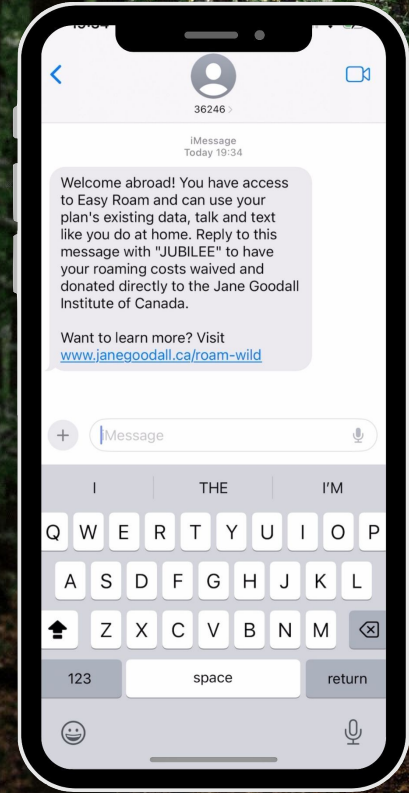 36246 >
iMessage
Today 19:34
Welcome abroad! You have access
to Easy Roam and can use your
plan's existing data, talk and text
like you do at home. Reply to this
message with "JUBILEE" to have
your roaming costs waived and
donated directly to the Jane Goodall
Institute of Canada.
Want to learn more? Visit
www.janegoodall.ca/roam-wild
iMessage
I THE I'M
Q W E R T Y U I O P
A S D F G H J K L
Z X C V B N M
123 space return